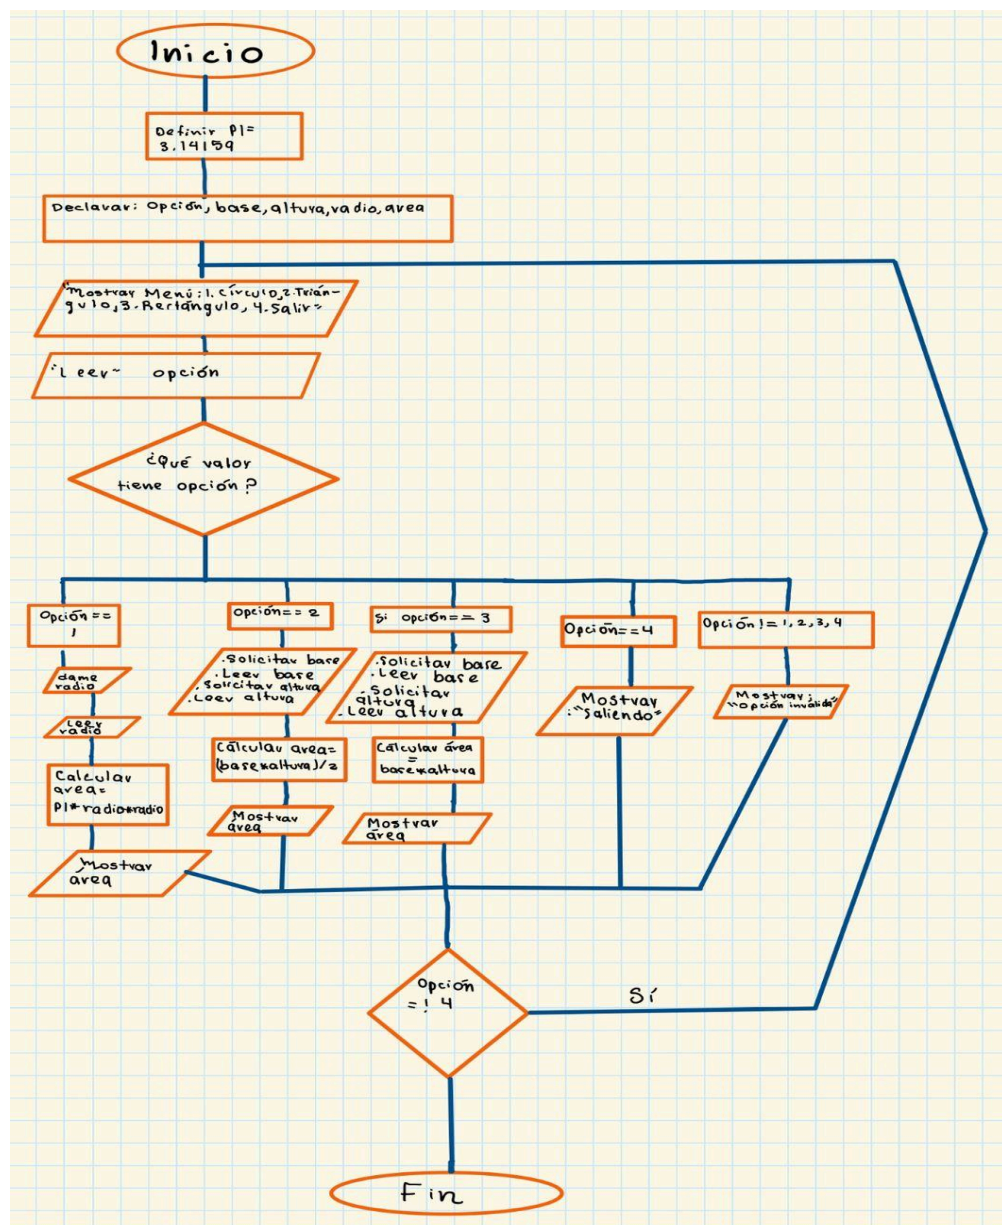 Inicio
Definir PI=
3.14159
Declarar: Opción, base, altura, radio, area
"Mostrar Menú: 1. Círculo, 2. Trián-
gulo, 3. Rectángulo, 4. Salir"
"Leer" opción
¿Qué valor
tiene opción?
Opción ==
1
dame
radio
Leer
radio
Calcular
area=
PI*radio*radio
Mostrar
área
Opción == 2
.Solicitar base
.Leer base
.Solicitar altura
.Leer altura
Cálcular area=
(base*altura)/2
Mostrar
área
Si opción == 3
.Solicitar base
.Leer base
.Solicitar
altura
.Leer altura
Cálcular área
=
base*altura
Mostrar
área
Opción==4
Mostrar
:"Saliendo"
Opción != 1, 2, 3, 4
Mostrar:
"Opción inválida"
Opción
=! 4
Sí
Fin